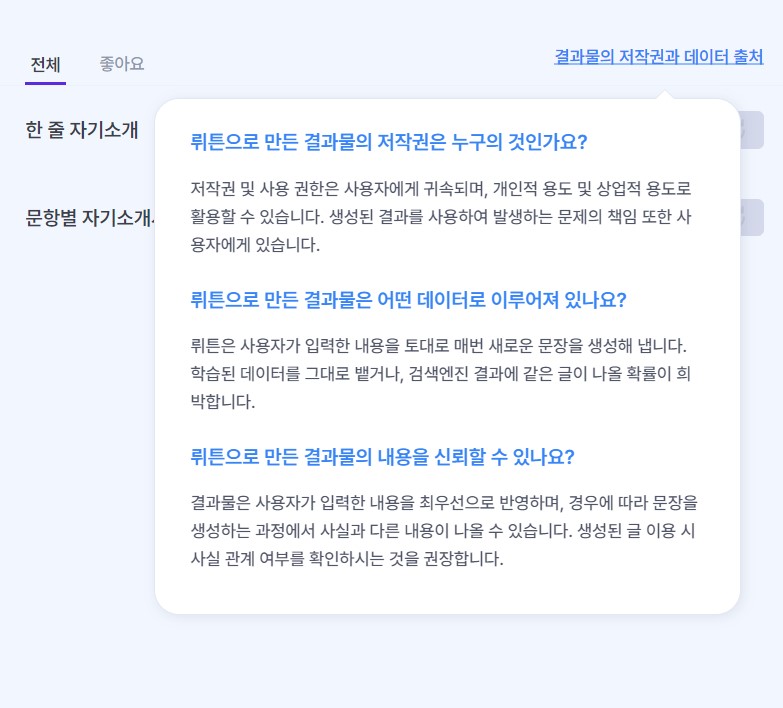 전체
좋아요
결과물의 저작권과 데이터 출처
한 줄 자기소개
문항별 자기소개
뤼튼으로 만든 결과물의 저작권은 누구의 것인가요?
저작권 및 사용 권한은 사용자에게 귀속되며, 개인적 용도 및 상업적 용도로
활용할 수 있습니다. 생성된 결과를 사용하여 발생하는 문제의 책임 또한 사
용자에게 있습니다.
뤼튼으로 만든 결과물은 어떤 데이터로 이루어져 있나요?
뤼튼은 사용자가 입력한 내용을 토대로 매번 새로운 문장을 생성해 냅니다.
학습된 데이터를 그대로 뱉거나, 검색엔진 결과에 같은 글이 나올 확률이 희
박합니다.
뤼튼으로 만든 결과물의 내용을 신뢰할 수 있나요?
결과물은 사용자가 입력한 내용을 최우선으로 반영하며, 경우에 따라 문장을
생성하는 과정에서 사실과 다른 내용이 나올 수 있습니다. 생성된 글 이용 시
사실 관계 여부를 확인하시는 것을 권장합니다.